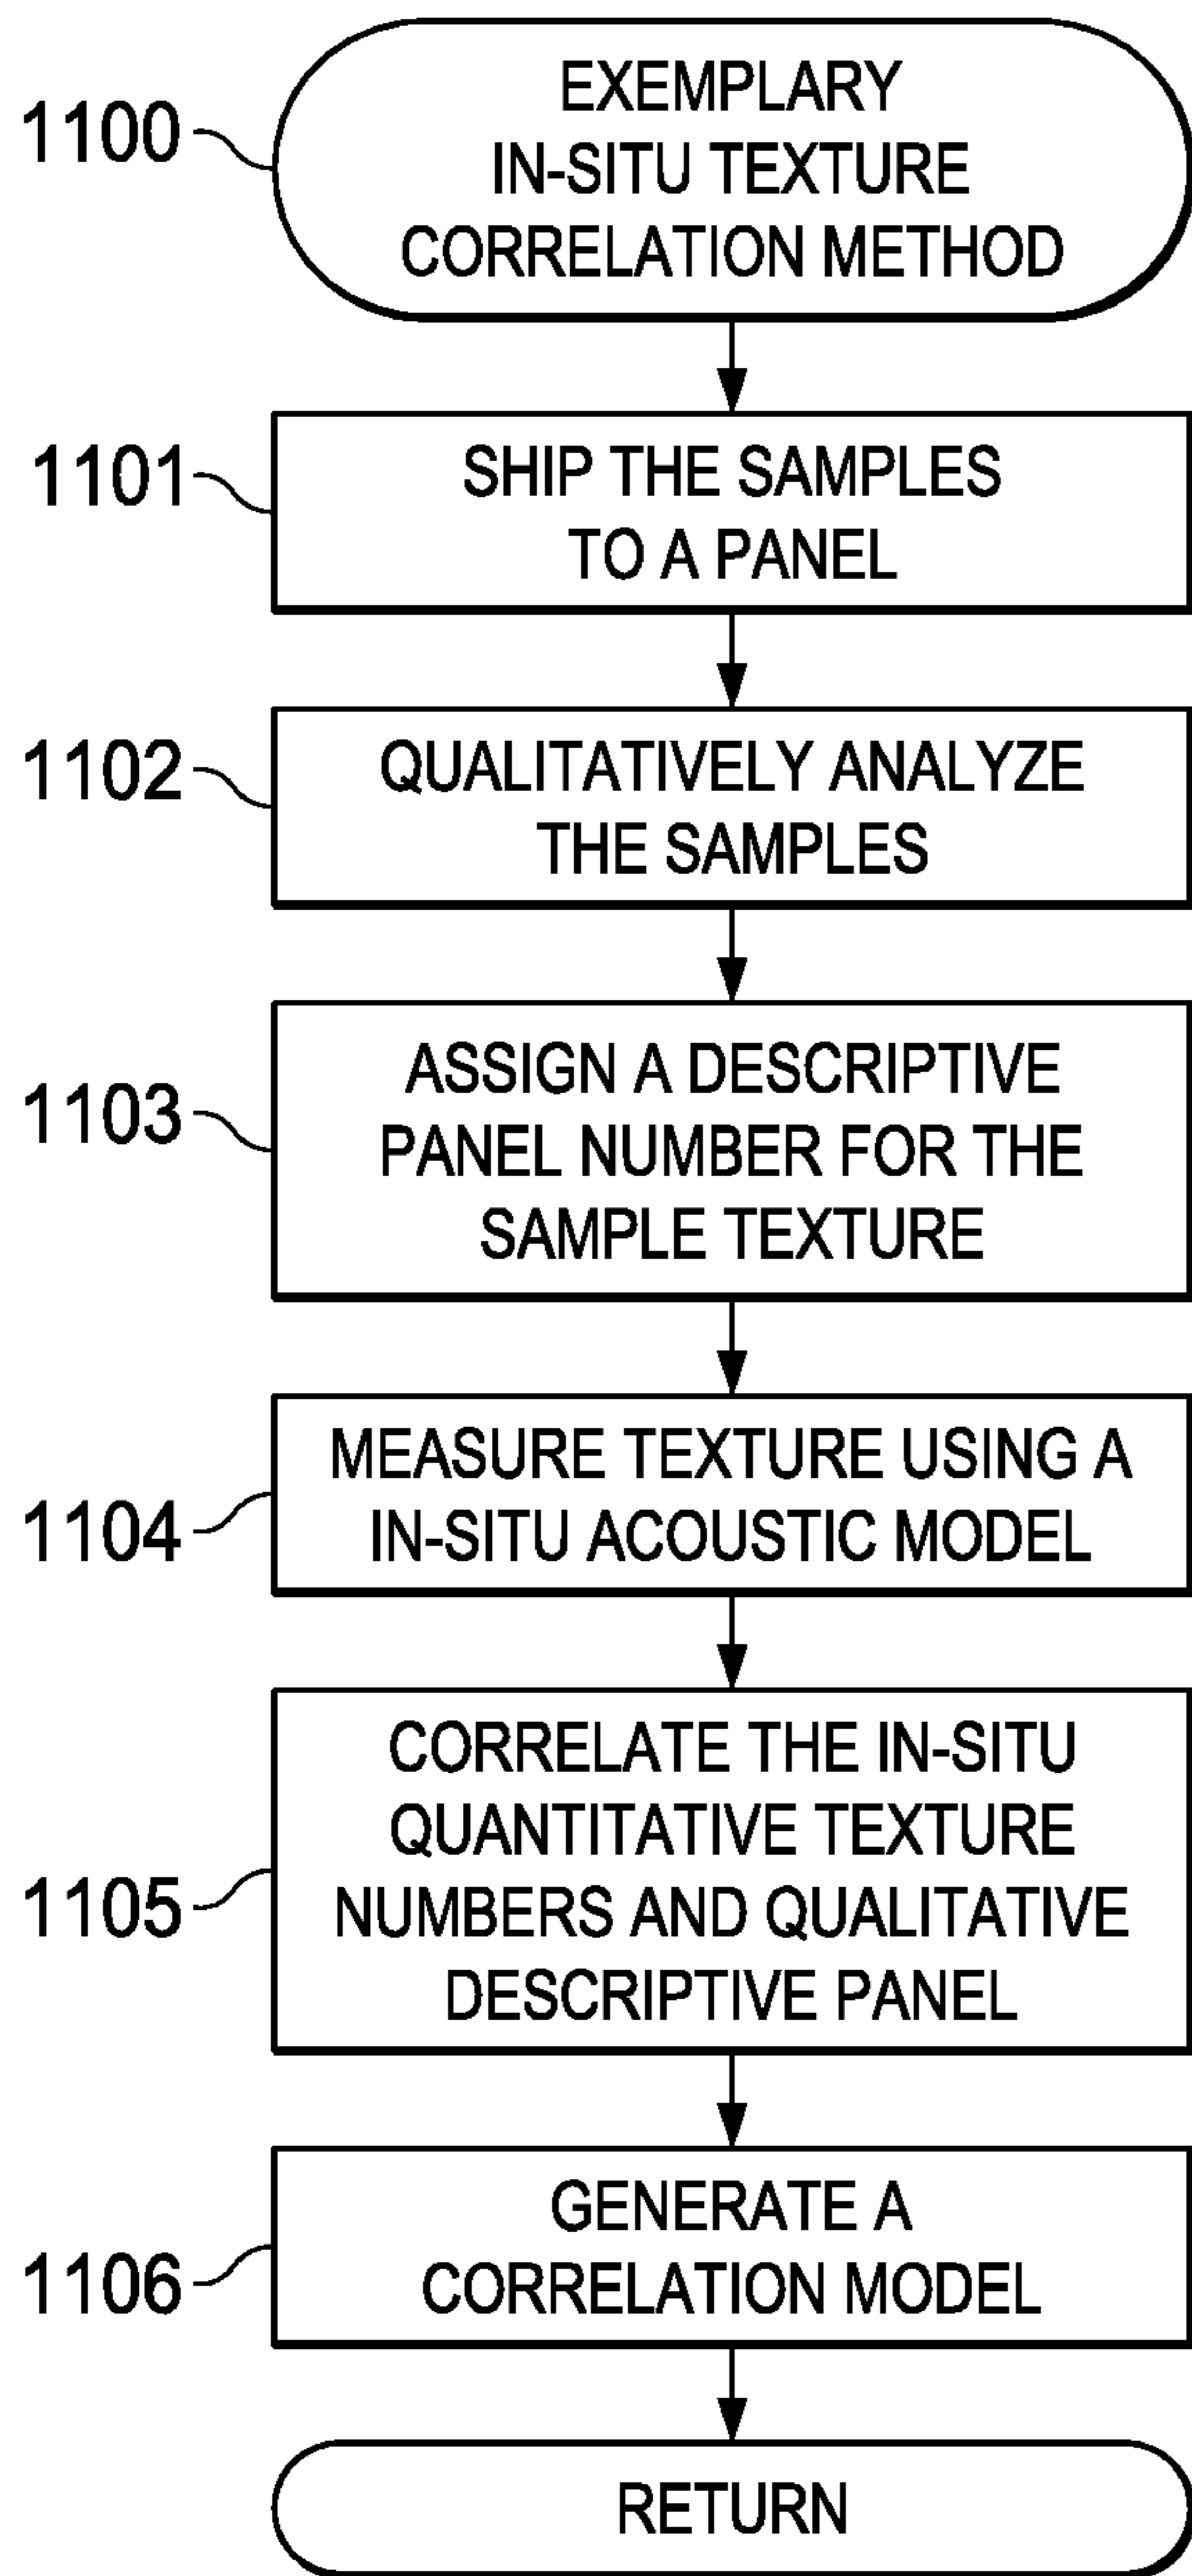 EXEMPLARY
IN-SITU TEXTURE
CORRELATION METHOD
1100
SHIP THE SAMPLES
TO A PANEL
1101
QUALITATIVELY ANALYZE
THE SAMPLES
1102
ASSIGN A DESCRIPTIVE
PANEL NUMBER FOR THE
SAMPLE TEXTURE
1103
MEASURE TEXTURE USING A
IN-SITU ACOUSTIC MODEL
1104
CORRELATE THE IN-SITU
QUANTITATIVE TEXTURE
NUMBERS AND QUALITATIVE
DESCRIPTIVE PANEL
1105
GENERATE A
CORRELATION MODEL
1106
RETURN